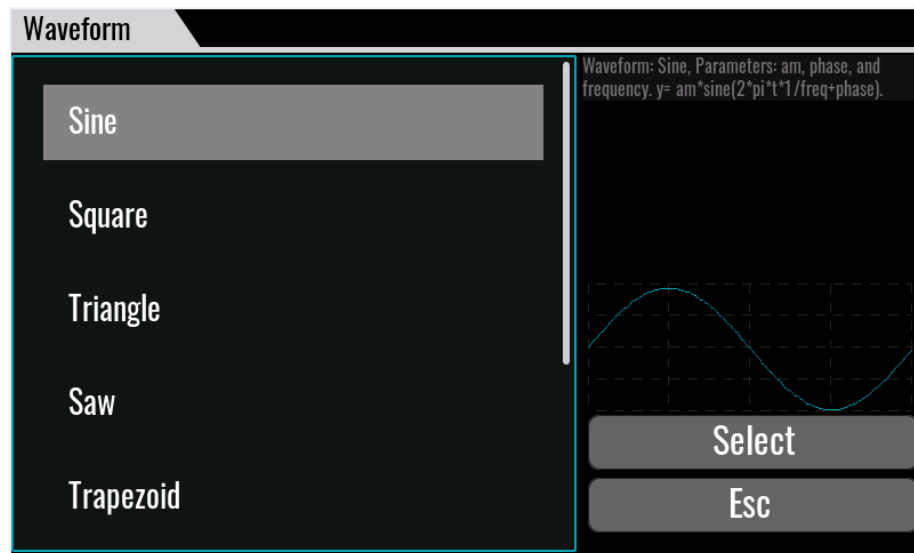 Waveform
Waveform: Sine, Parameters: am, phase, and
frequency. y= am*sine(2*pi*t*1/freq+phase).
Sine
Square
Triangle
Saw
Trapezoid
Select
Esc